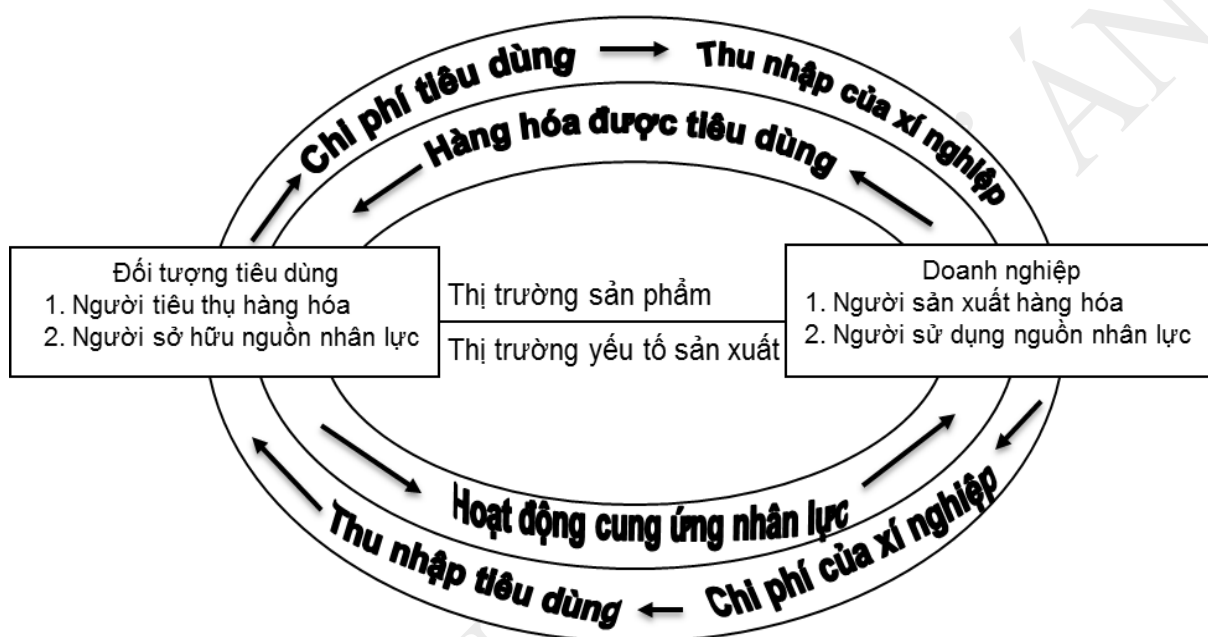 ÁN
Chi phí tiêu dùng
Thu nhập của xí nghiệp
Hàng hóa được tiêu dùng
Đối tượng tiêu dùng
1. Người tiêu thụ hàng hóa
2. Người sở hữu nguồn nhân lực
Thị trường sản phẩm
Thị trường yếu tố sản xuất
Doanh nghiệp
1. Người sản xuất hàng hóa
2. Người sử dụng nguồn nhân lực
Hoạt động cung ứng nhân lực
Thu nhập tiêu dùng
Chi phí của xí nghiệp